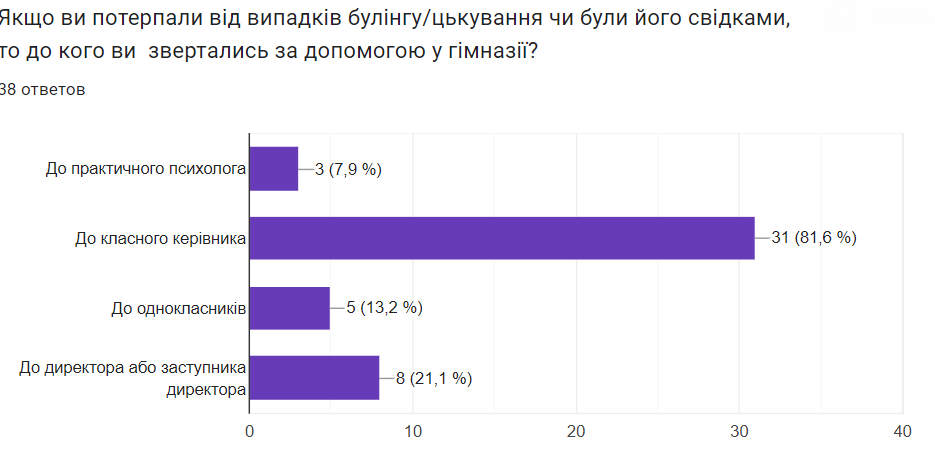 Якщо ви потерпали від випадків булінгу/цькування чи були його свідками,
то до кого ви звертались за допомогою у гімназії?
38 ответов
До практичного психолога
3 (7,9 %)
До класного керівника
31 (81,6 %)
До однокласників
5 (13,2 %)
До директора або заступника
директора
8 (21,1 %)
0
10
20
30
40